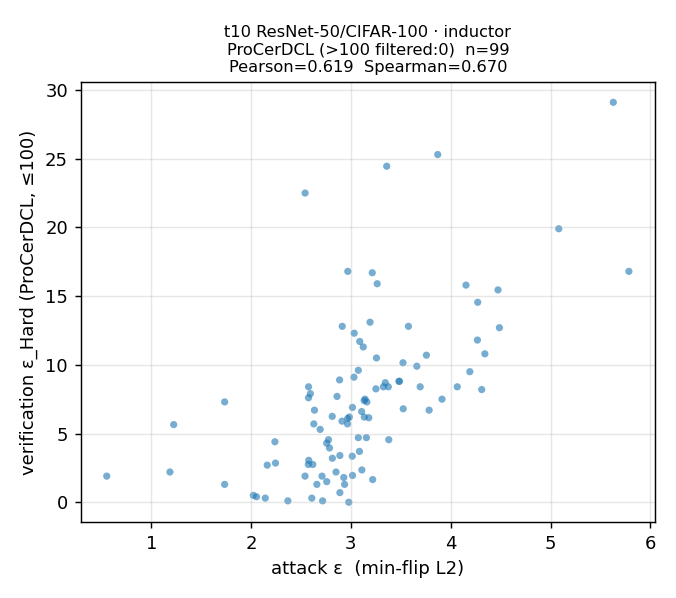 t10 ResNet-50/CIFAR-100 · inductor
ProCerDCL (>100 filtered:0)  n=99
Pearson=0.619  Spearman=0.670
30
25
20
15
10
5
0
verification ε_Hard (ProCerDCL, ≤100)
1
2
3
4
5
6
attack ε  (min-flip L2)